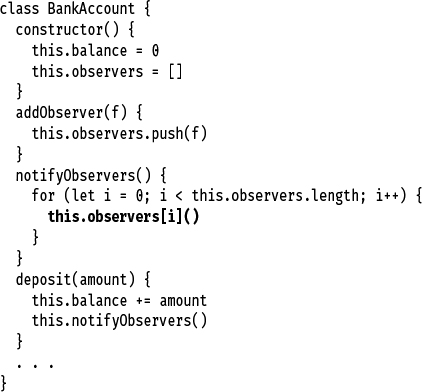 class BankAccount {
  constructor() {
    this.balance = 0
    this.observers = []
  }
  addObserver(f) {
    this.observers.push(f)
  }
  notifyObservers() {
    for (let i = 0; i < this.observers.length; i++) {
      this.observers[i]()
    }
  }
  deposit(amount) {
    this.balance += amount
    this.notifyObservers()
  }
  . . .
}